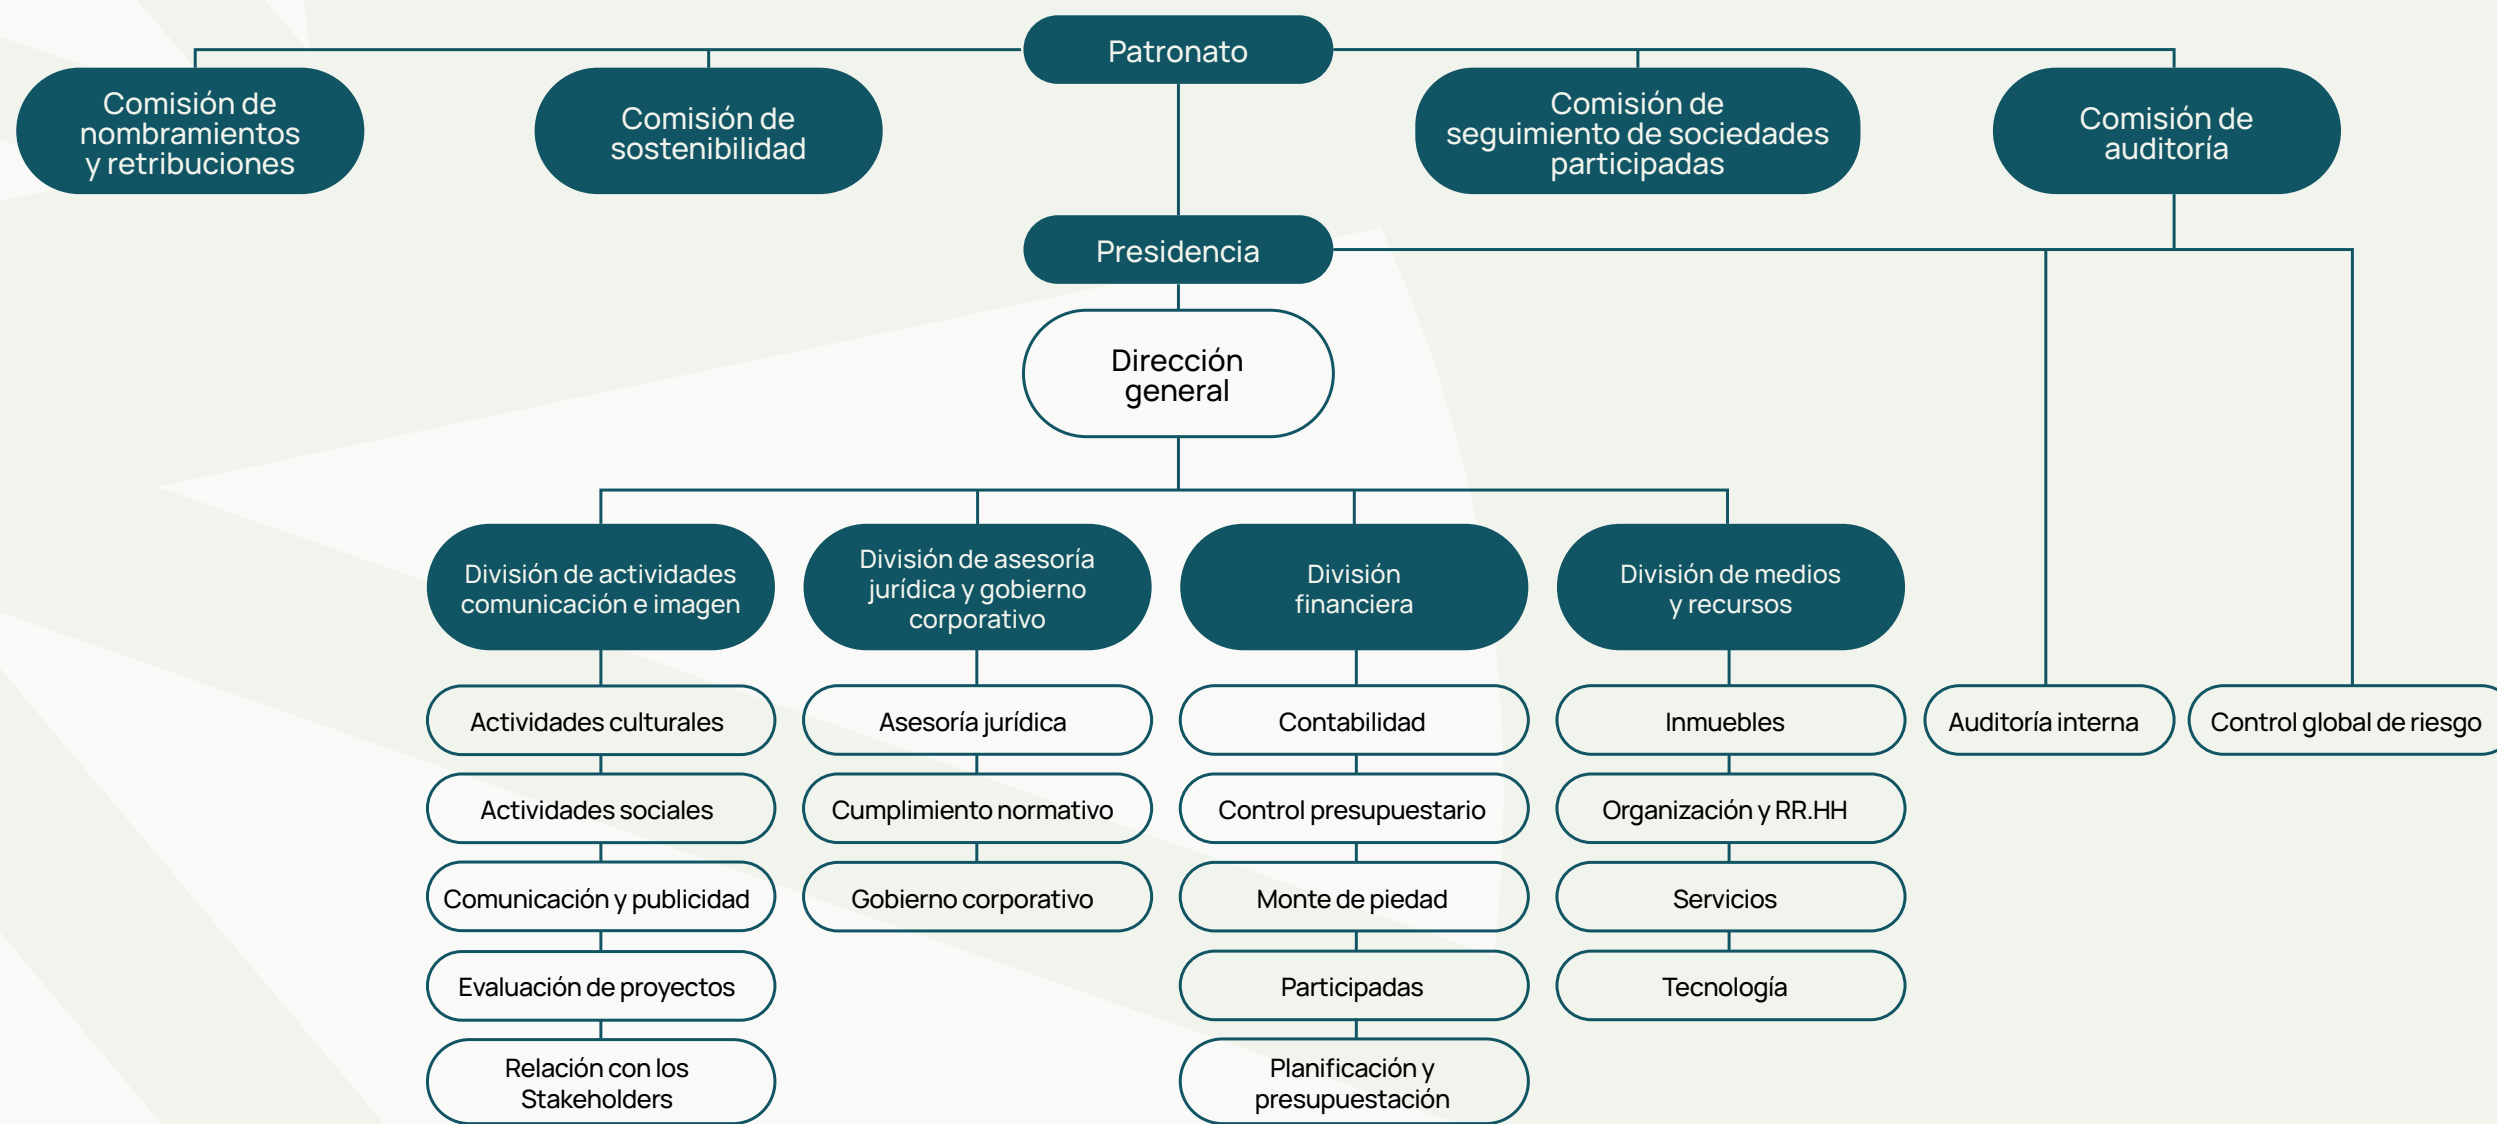 Patronato
Comisión de
nombramientos
y retribuciones
Comisión de
sostenibilidad
Comisión de
seguimiento de sociedades
participadas
Comisión de
auditoría
Presidencia
Dirección
general
División de actividades
comunicación e imagen
División de asesoría
jurídica y gobierno
corporativo
División
financiera
División de medios
y recursos
Actividades culturales
Asesoría jurídica
Contabilidad
Inmuebles
Auditoría interna
Control global de riesgo
Actividades sociales
Cumplimiento normativo
Control presupuestario
Organización y RR.HH
Comunicación y publicidad
Gobierno corporativo
Monte de piedad
Servicios
Evaluación de proyectos
Participadas
Tecnología
Relación con los
Stakeholders
Planificación y
presupuestación